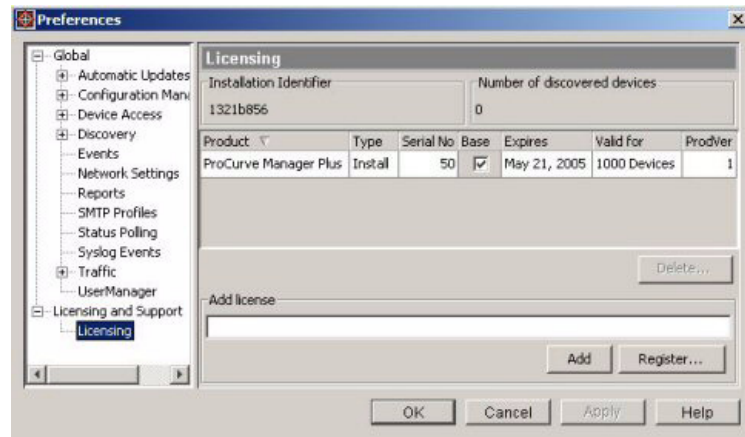 Preferences
Global
Automatic Updates
Configuration Mana
Device Access
Discovery
Events
Network Settings
Reports
SMTP Profiles
Status Polling
Syslog Events
Traffic
UserManager
Licensing and Support
Licensing
Licensing
Installation Identifier
1321b856
Number of discovered devices
0
Product Type Serial No Base Expires Valid for ProdVer
ProCurve Manager Plus Install 50 May 21, 2005 1000 Devices 1
Delete...
Add license
Add Register...
OK Cancel Apply Help